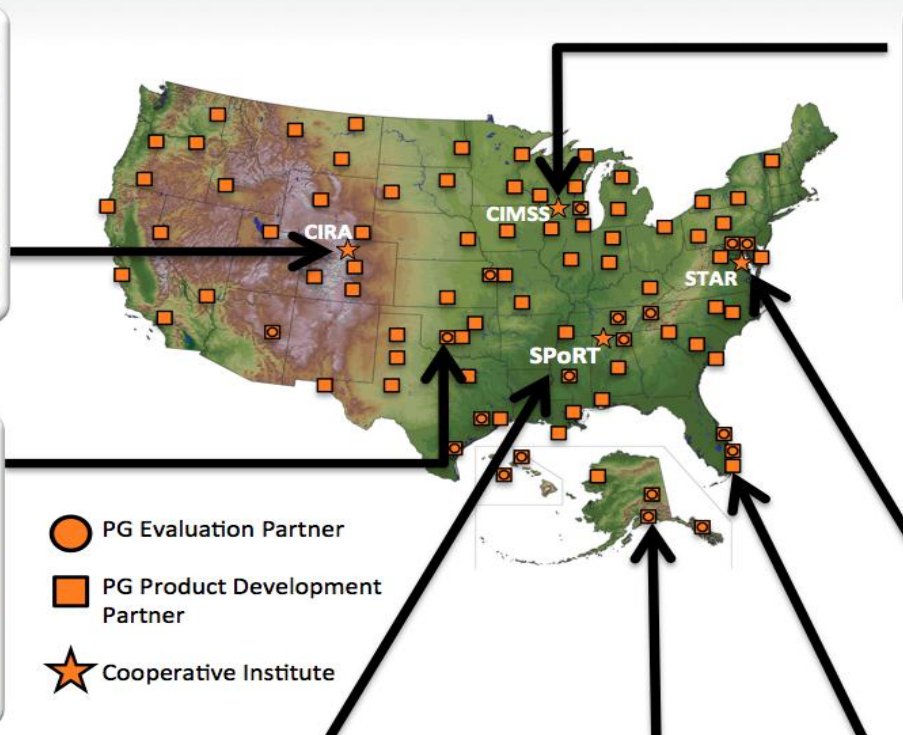 CIMSS
CIRA
STAR
SPoRT
PG Evaluation Partner
PG Product Development
Partner
Cooperative Institute